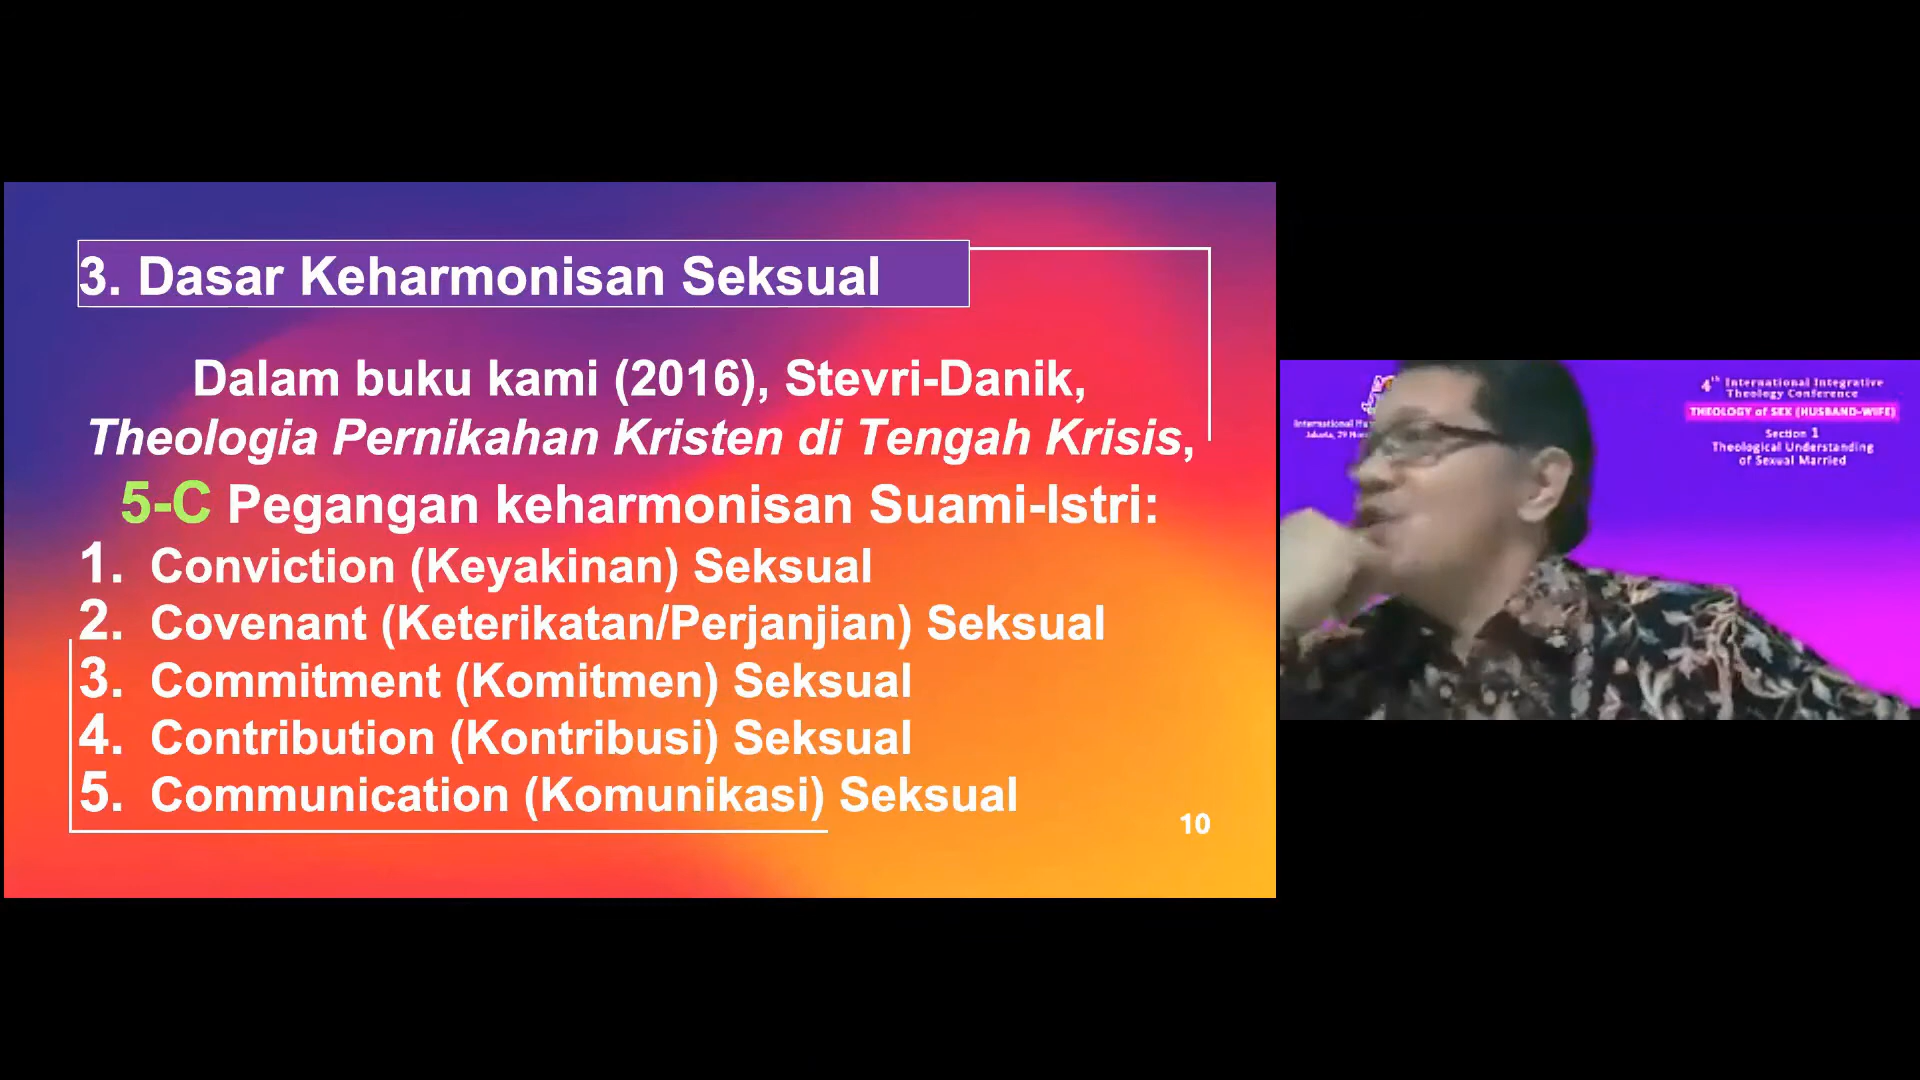 3. Dasar Keharmonisan Seksual
Dalam buku kami (2016), Stevri-Danik,
Theologia Pernikahan Kristen di Tengah Krisis,
5-C Pegangan keharmonisan Suami-Istri:
1. Conviction (Keyakinan) Seksual
2. Covenant (Keterikatan/Perjanjian) Seksual
3. Commitment (Komitmen) Seksual
4. Contribution (Kontribusi) Seksual
5. Communication (Komunikasi) Seksual
10
International
Jakarta, 29
4th International Integrative
Theology Conference
THEOLOGY of SEX (HUSBAND-WIFE)
Section 1
Theological Understanding
of Sexual Married